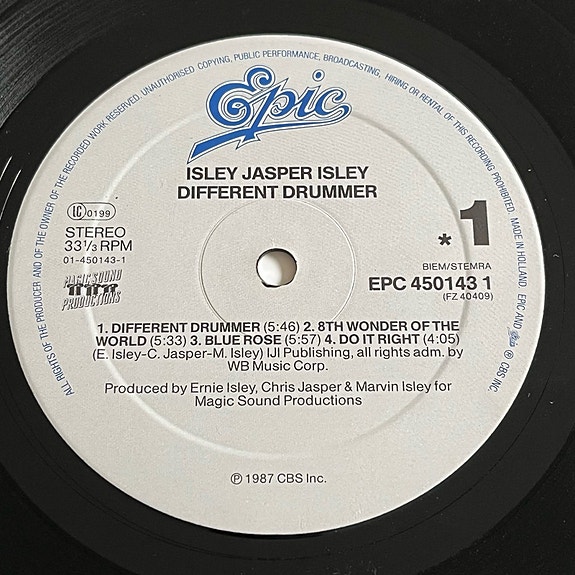 ALL RIGHTS OF THE PRODUCER AND OF THE OWNER OF THE RECORDED WORK RESERVED. UNAUTHORISED COPYING, PUBLIC PERFORMANCE, BROADCASTING, HIRING OR RENTAL OF THIS RECORDING PROHIBITED. MADE IN HOLLAND. EPIC AND Epic ℗ CBS INC.
Epic
ISLEY JASPER ISLEY
DIFFERENT DRUMMER
LC 0199
STEREO
33 1/3 RPM
01-450143-1
* 1
BIEM/STEMRA
EPC 450143 1
(FZ 40409)
MAGIC SOUND
PRODUCTIONS
1. DIFFERENT DRUMMER (5:46) 2. 8TH WONDER OF THE
WORLD (5:33) 3. BLUE ROSE (5:57) 4. DO IT RIGHT (4:05)
(E. Isley-C. Jasper-M. Isley) IJI Publishing, all rights adm. by
WB Music Corp.
Produced by Ernie Isley, Chris Jasper & Marvin Isley for
Magic Sound Productions
℗ 1987 CBS Inc.